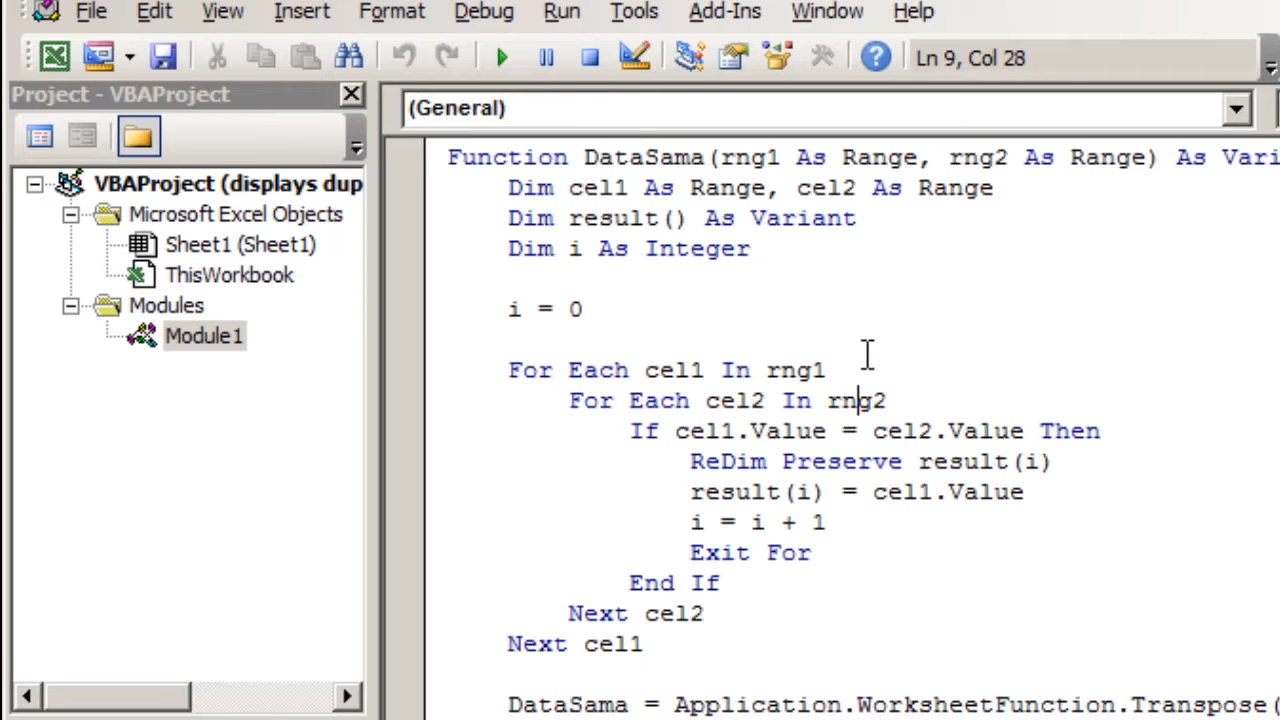 File Edit View Insert Format Debug Run Tools Add-Ins Window Help
Ln 9, Col 28
Project - VBAProject
(General)
VBAProject (displays dup
Microsoft Excel Objects
Sheet1 (Sheet1)
ThisWorkbook
Modules
Module1
Function DataSama(rng1 As Range, rng2 As Range) As Vari
Dim cel1 As Range, cel2 As Range
Dim result() As Variant
Dim i As Integer
i = 0
For Each cel1 In rng1
For Each cel2 In rng2
If cel1.Value = cel2.Value Then
ReDim Preserve result(i)
result(i) = cel1.Value
i = i + 1
Exit For
End If
Next cel2
Next cel1
DataSama = Application.WorksheetFunction.Transpose(